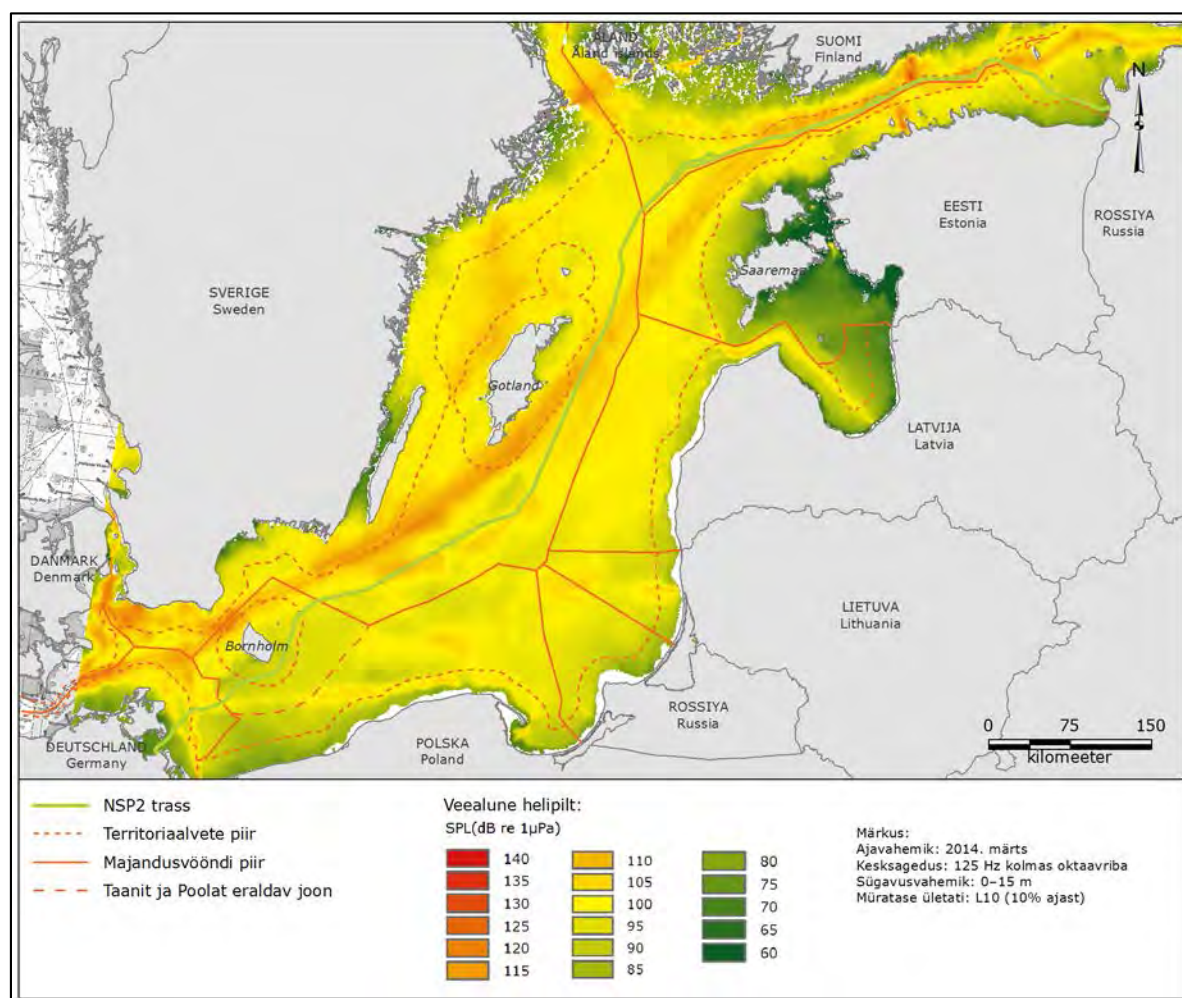 ÅLAND
Åland islands
SUOMI
Finland
N
EESTI
Estonia
ROSSIYA
Russia
Saaremaa
SVERIGE
Sweden
Gotland
LATVIJA
Latvia
DANMARK
Denmark
LIETUVA
Lithuania
Bornholm
ROSSIYA
Russia
0 75 150
kilomeeter
DEUTSCHLAND
Germany
POLSKA
Poland
NSP2 trass
Territoriaalvete piir
Majandusvööndi piir
Taanit ja Poolat eraldav joon
Veealune helipilt:
SPL(dB re 1µPa)
140
135
130
125
120
115
110
105
100
95
90
85
80
75
70
65
60
Märkus:
Ajavahemik: 2014. märts
Kesksagedus: 125 Hz kolmas oktaavriba
Sügavusvahemik: 0–15 m
Müratase ületati: L10 (10% ajast)